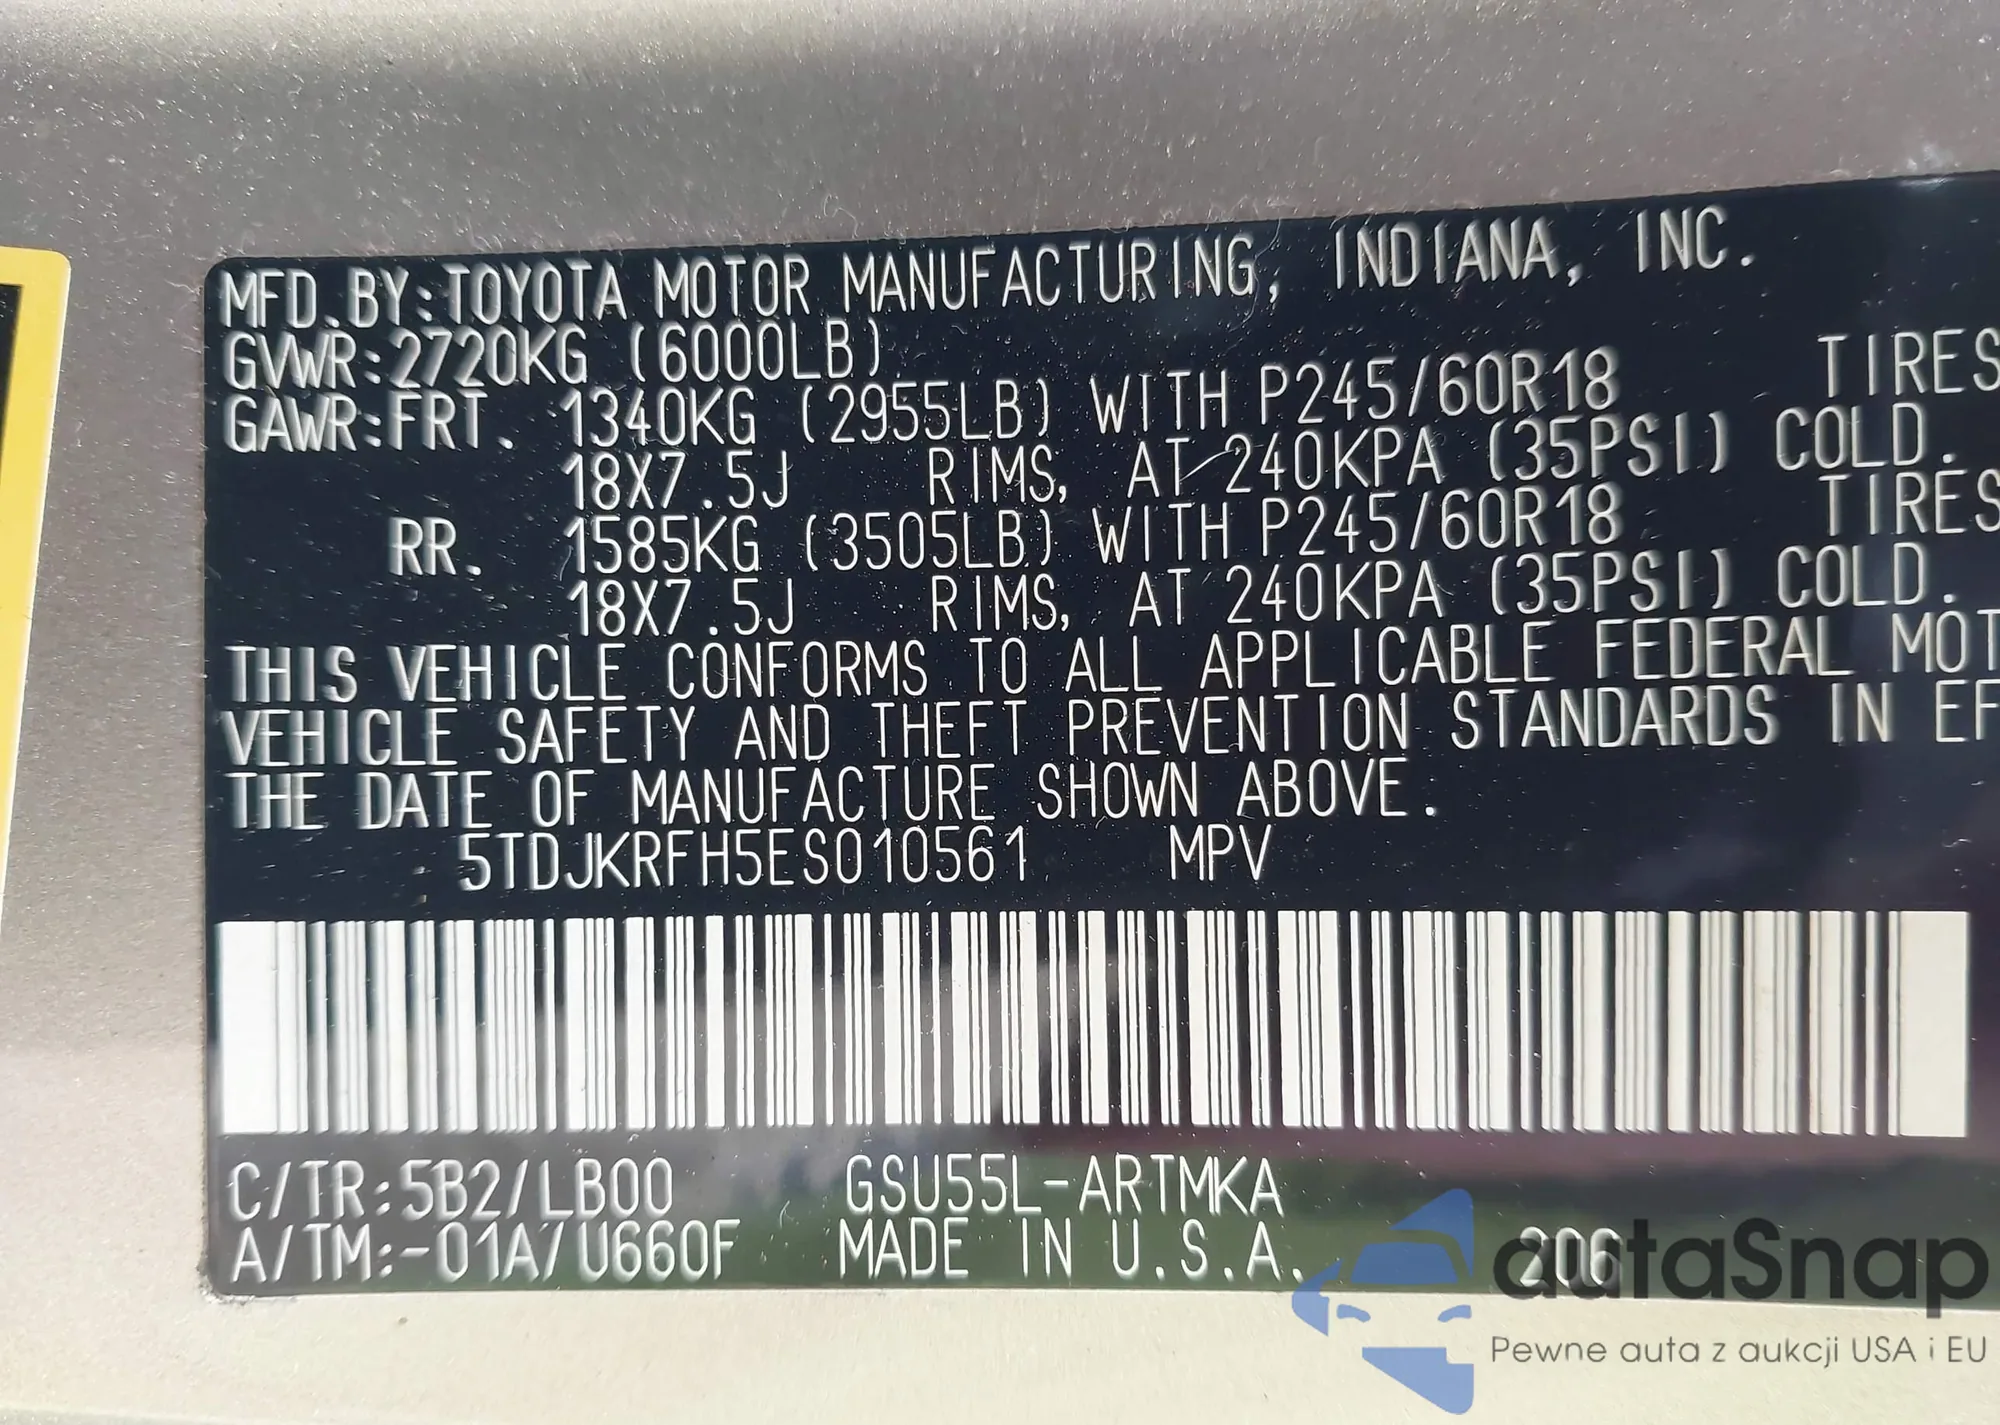 MFD.BY:TOYOTA MOTOR MANUFACTURING, INDIANA, INC.
GVWR:2720KG (6000LB)
GAWR:FRT. 1340KG (2955LB) WITH P245/60R18 TIRES
18X7.5J RIMS, AT 240KPA (35PSI) COLD.
RR. 1585KG (3505LB) WITH P245/60R18 TIRES
18X7.5J RIMS, AT 240KPA (35PSI) COLD.
THIS VEHICLE CONFORMS TO ALL APPLICABLE FEDERAL MOT
VEHICLE SAFETY AND THEFT PREVENTION STANDARDS IN EF
THE DATE OF MANUFACTURE SHOWN ABOVE.
5TDJKRFH5ES010561 MPV
C/TR:5B2/LB00 GSU55L-ARTMKA
A/TM:-01A/U660F MADE IN U.S.A. 206
autaSnap
Pewne auta z aukcji USA i EU